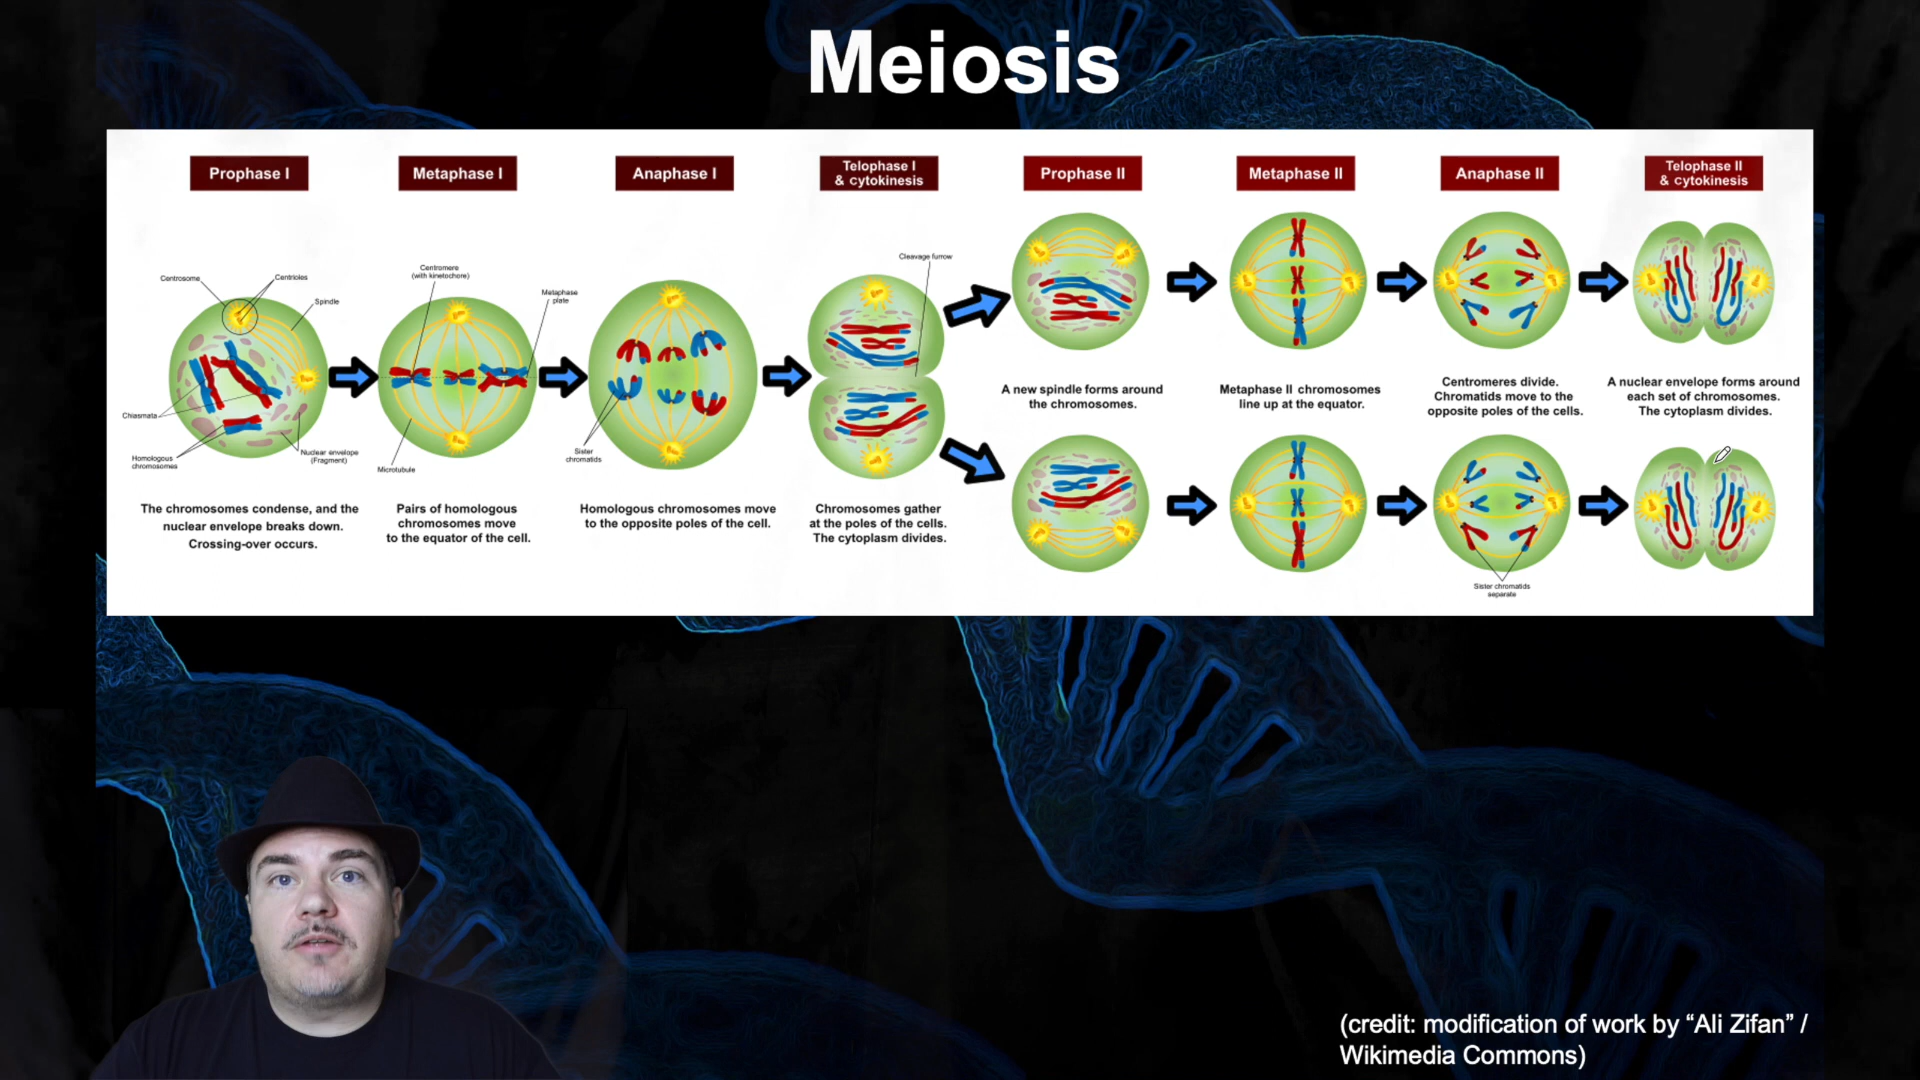 Meiosis
Prophase I
Metaphase I
Anaphase I
Telophase I
& cytokinesis
Prophase II
Metaphase II
Anaphase II
Telophase II
& cytokinesis
Centrosome
Centrioles
Spindle
Chiasmata
Homologous
chromosomes
Nuclear envelope
(Fragment)
Centromere
(with kinetochore)
Metaphase
plate
Microtubule
Sister
chromatids
Cleavage furrow
The chromosomes condense, and the
nuclear envelope breaks down.
Crossing-over occurs.
Pairs of homologous
chromosomes move
to the equator of the cell.
Homologous chromosomes move
to the opposite poles of the cell.
Chromosomes gather
at the poles of the cells.
The cytoplasm divides.
A new spindle forms around
the chromosomes.
Metaphase II chromosomes
line up at the equator.
Centromeres divide.
Chromatids move to the
opposite poles of the cells.
A nuclear envelope forms around
each set of chromosomes.
The cytoplasm divides.
Sister chromatids
separate
(credit: modification of work by “Ali Zifan” /
Wikimedia Commons)